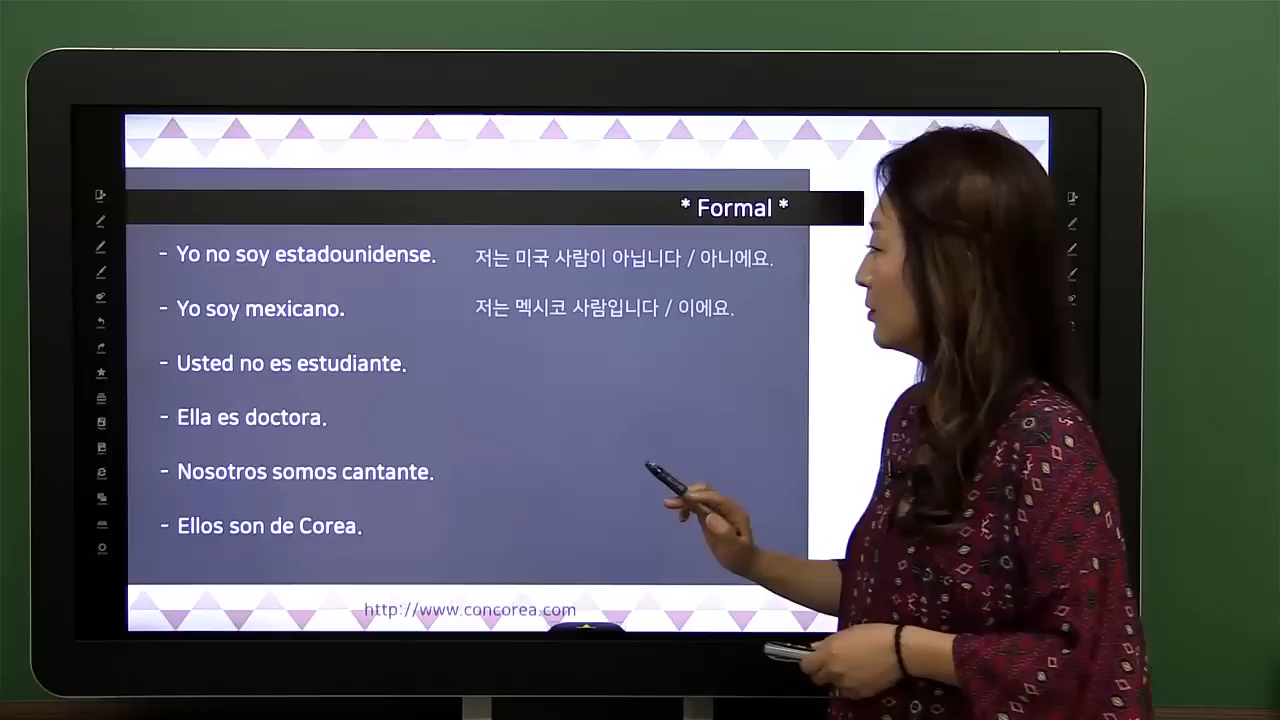 * Formal *
- Yo no soy estadounidense. 저는 미국 사람이 아닙니다 / 아니에요.
- Yo soy mexicano. 저는 멕시코 사람입니다 / 이에요.
- Usted no es estudiante.
- Ella es doctora.
- Nosotros somos cantante.
- Ellos son de Corea.
http://www.concorea.com